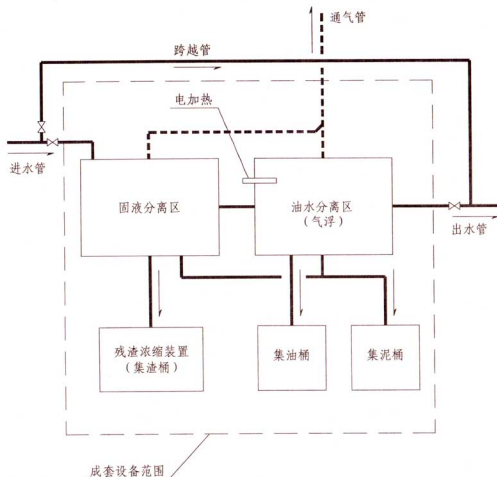 通气管
跨越管
电加热
进水管
固液分离区
油水分离区
（气浮）
出水管
残渣浓缩装置
（集渣桶）
集油桶
集泥桶
成套设备范围